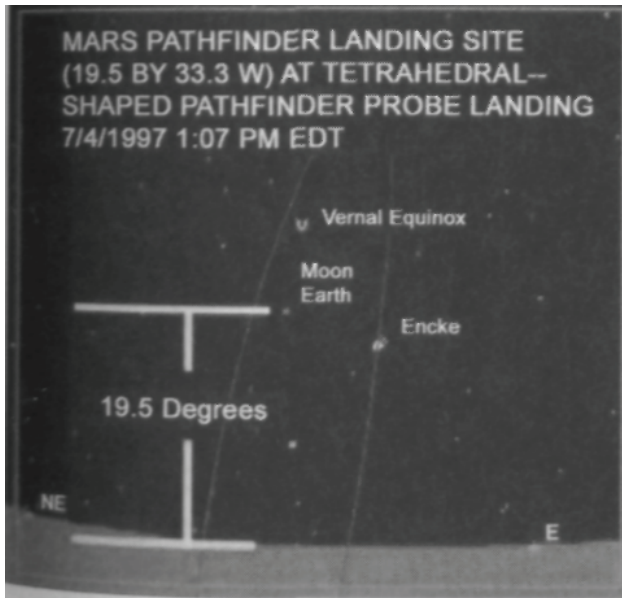 MARS PATHFINDER LANDING SITE
(19.5 BY 33.3 W) AT TETRAHEDRAL--
SHAPED PATHFINDER PROBE LANDING
7/4/1997 1:07 PM EDT
Vernal Equinox
Moon
Earth
Encke
19.5 Degrees
NE
E